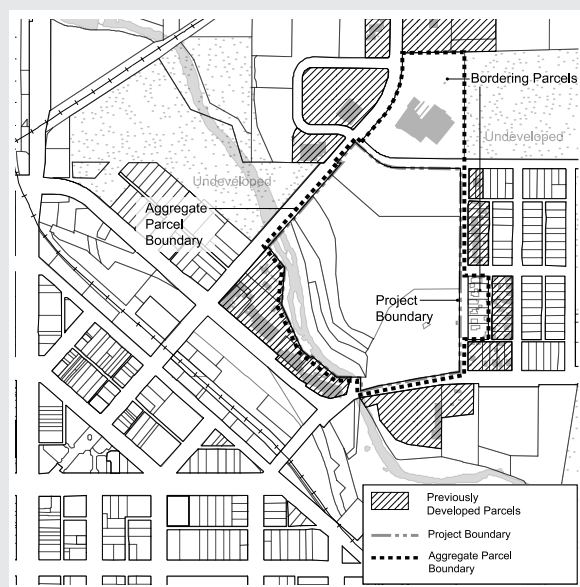 Bordering Parcels
Undeveloped
Undeveloped
Aggregate
Parcel
Boundary
Project
Boundary
Previously
Developed Parcels
Project Boundary
Aggregate Parcel
Boundary